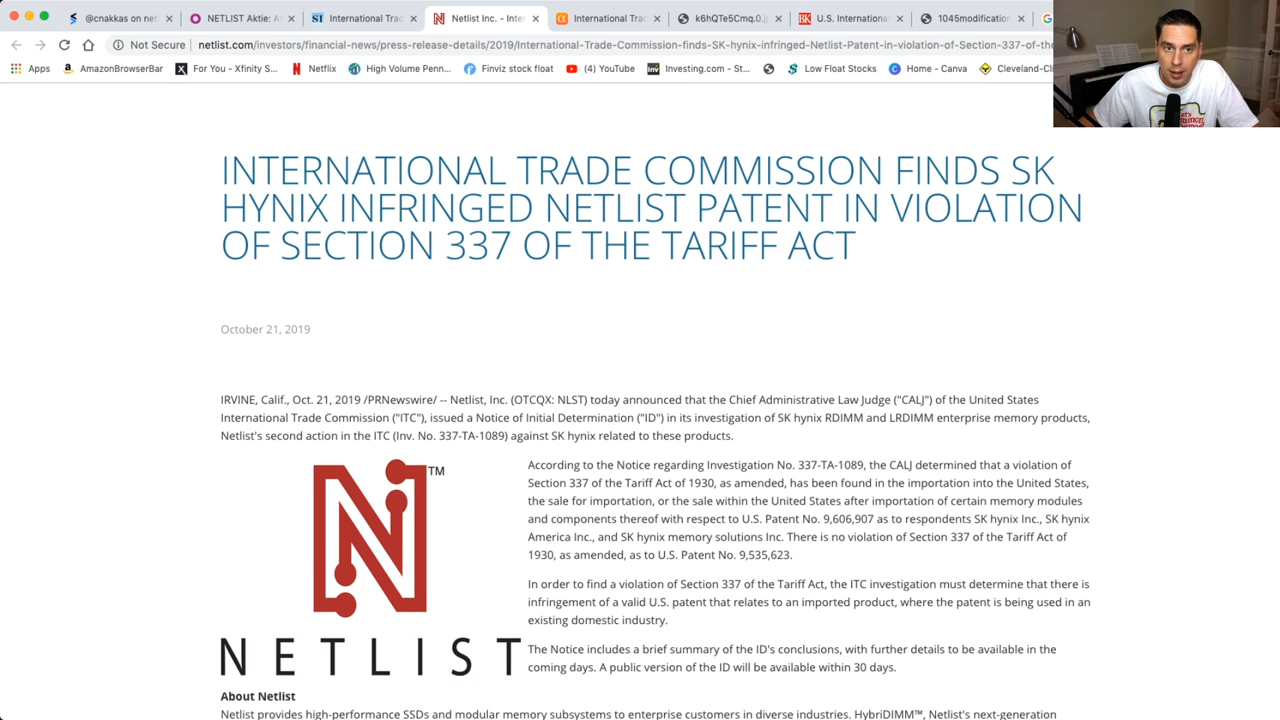 @cnakkas on net
NETLIST Aktie: A
International Trac
Netlist Inc. - Inte
International Trac
k6hQTe5Cmq.0.
U.S. Internationa
1045modification
Not Secure
netlist.com/investors/financial-news/press-release-details/2019/International-Trade-Commission-finds-SK-hynix-infringed-Netlist-Patent-in-violation-of-Section-337-of-the
Apps
AmazonBrowserBar
For You - Xfinity S...
Netflix
High Volume Penn...
Finviz stock float
(4) YouTube
Investing.com - St...
Low Float Stocks
Home - Canva
Cleveland-Cli
INTERNATIONAL TRADE COMMISSION FINDS SK
HYNIX INFRINGED NETLIST PATENT IN VIOLATION
OF SECTION 337 OF THE TARIFF ACT
October 21, 2019
IRVINE, Calif., Oct. 21, 2019 /PRNewswire/ -- Netlist, Inc. (OTCQX: NLST) today announced that the Chief Administrative Law Judge ("CALJ") of the United States
International Trade Commission ("ITC"), issued a Notice of Initial Determination ("ID") in its investigation of SK hynix RDIMM and LRDIMM enterprise memory products,
Netlist's second action in the ITC (Inv. No. 337-TA-1089) against SK hynix related to these products.
According to the Notice regarding Investigation No. 337-TA-1089, the CALJ determined that a violation of
Section 337 of the Tariff Act of 1930, as amended, has been found in the importation into the United States,
the sale for importation, or the sale within the United States after importation of certain memory modules
and components thereof with respect to U.S. Patent No. 9,606,907 as to respondents SK hynix Inc., SK hynix
America Inc., and SK hynix memory solutions Inc. There is no violation of Section 337 of the Tariff Act of
1930, as amended, as to U.S. Patent No. 9,535,623.
In order to find a violation of Section 337 of the Tariff Act, the ITC investigation must determine that there is
infringement of a valid U.S. patent that relates to an imported product, where the patent is being used in an
existing domestic industry.
The Notice includes a brief summary of the ID's conclusions, with further details to be available in the
coming days. A public version of the ID will be available within 30 days.
N TM
NETLIST
About Netlist
Netlist provides high-performance SSDs and modular memory subsystems to enterprise customers in diverse industries. HybriDIMM™, Netlist's next-generation